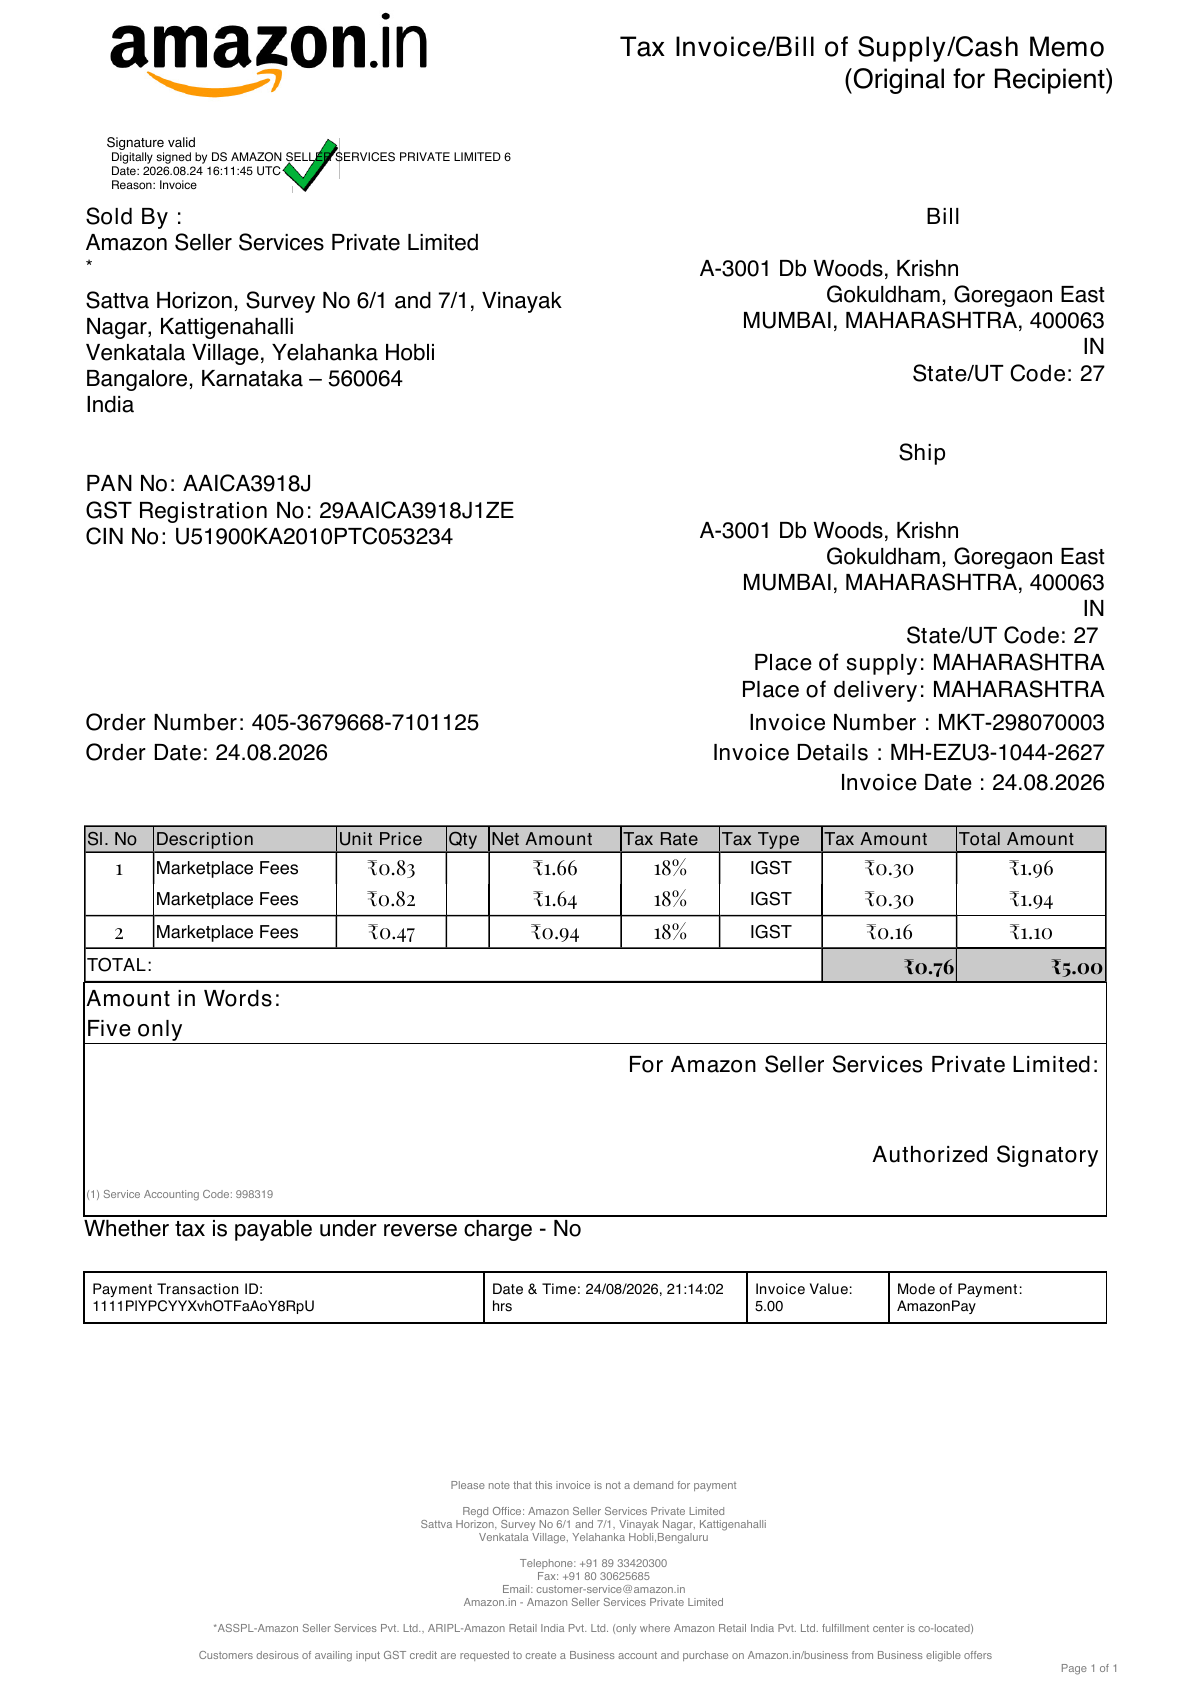 amazon.in
Tax Invoice/Bill of Supply/Cash Memo
(Original for Recipient)
Signature valid
Digitally signed by DS AMAZON SELLER SERVICES PRIVATE LIMITED 6
Date: 2026.08.24 16:11:45 UTC
Reason: Invoice
Sold By :
Amazon Seller Services Private Limited
*
Sattva Horizon, Survey No 6/1 and 7/1, Vinayak
Nagar, Kattigenahalli
Venkatala Village, Yelahanka Hobli
Bangalore, Karnataka – 560064
India
PAN No: AAICA3918J
GST Registration No: 29AAICA3918J1ZE
CIN No: U51900KA2010PTC053234
Bill
A-3001 Db Woods, Krishn
Gokuldham, Goregaon East
MUMBAI, MAHARASHTRA, 400063
IN
State/UT Code: 27
Ship
A-3001 Db Woods, Krishn
Gokuldham, Goregaon East
MUMBAI, MAHARASHTRA, 400063
IN
State/UT Code: 27
Place of supply: MAHARASHTRA
Place of delivery: MAHARASHTRA
Order Number: 405-3679668-7101125
Order Date: 24.08.2026
Invoice Number : MKT-298070003
Invoice Details : MH-EZU3-1044-2627
Invoice Date : 24.08.2026
Sl. No Description Unit Price Qty Net Amount Tax Rate Tax Type Tax Amount Total Amount
1 Marketplace Fees ₹0.83 ₹1.66 18% IGST ₹0.30 ₹1.96
Marketplace Fees ₹0.82 ₹1.64 18% IGST ₹0.30 ₹1.94
2 Marketplace Fees ₹0.47 ₹0.94 18% IGST ₹0.16 ₹1.10
TOTAL: ₹0.76 ₹5.00
Amount in Words:
Five only
For Amazon Seller Services Private Limited:
Authorized Signatory
(1) Service Accounting Code: 998319
Whether tax is payable under reverse charge - No
Payment Transaction ID:
1111PlYPCYYXvhOTFaAoY8RpU
Date & Time: 24/08/2026, 21:14:02
hrs
Invoice Value:
5.00
Mode of Payment:
AmazonPay
Please note that this invoice is not a demand for payment
Regd Office: Amazon Seller Services Private Limited
Sattva Horizon, Survey No 6/1 and 7/1, Vinayak Nagar, Kattigenahalli
Venkatala Village, Yelahanka Hobli,Bengaluru
Telephone: +91 89 33420300
Fax: +91 80 30625685
Email: customer-service@amazon.in
Amazon.in - Amazon Seller Services Private Limited
*ASSPL-Amazon Seller Services Pvt. Ltd., ARIPL-Amazon Retail India Pvt. Ltd. (only where Amazon Retail India Pvt. Ltd. fulfillment center is co-located)
Customers desirous of availing input GST credit are requested to create a Business account and purchase on Amazon.in/business from Business eligible offers
Page 1 of 1